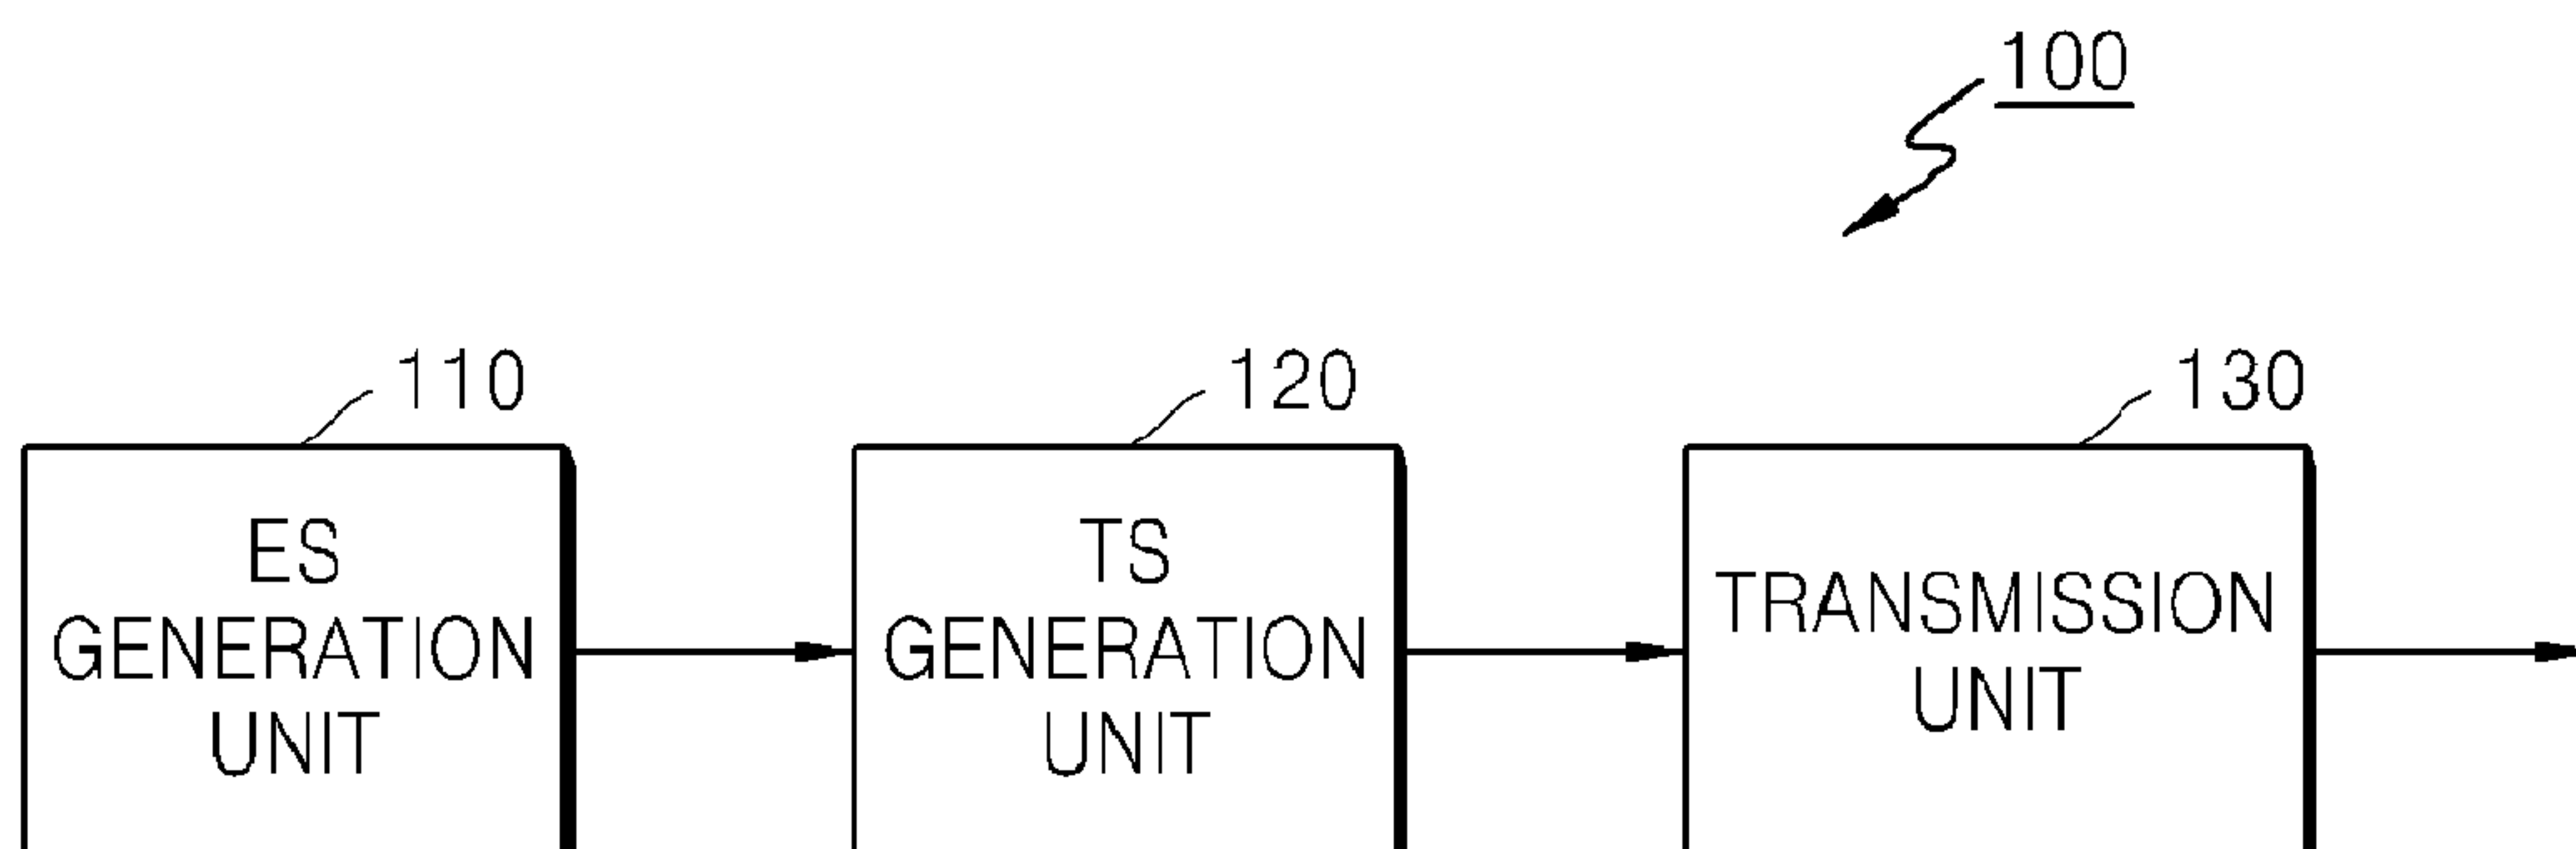 100
110
120
130
ES
GENERATION
UNIT
TS
GENERATION
UNIT
TRANSMISSION
UNIT